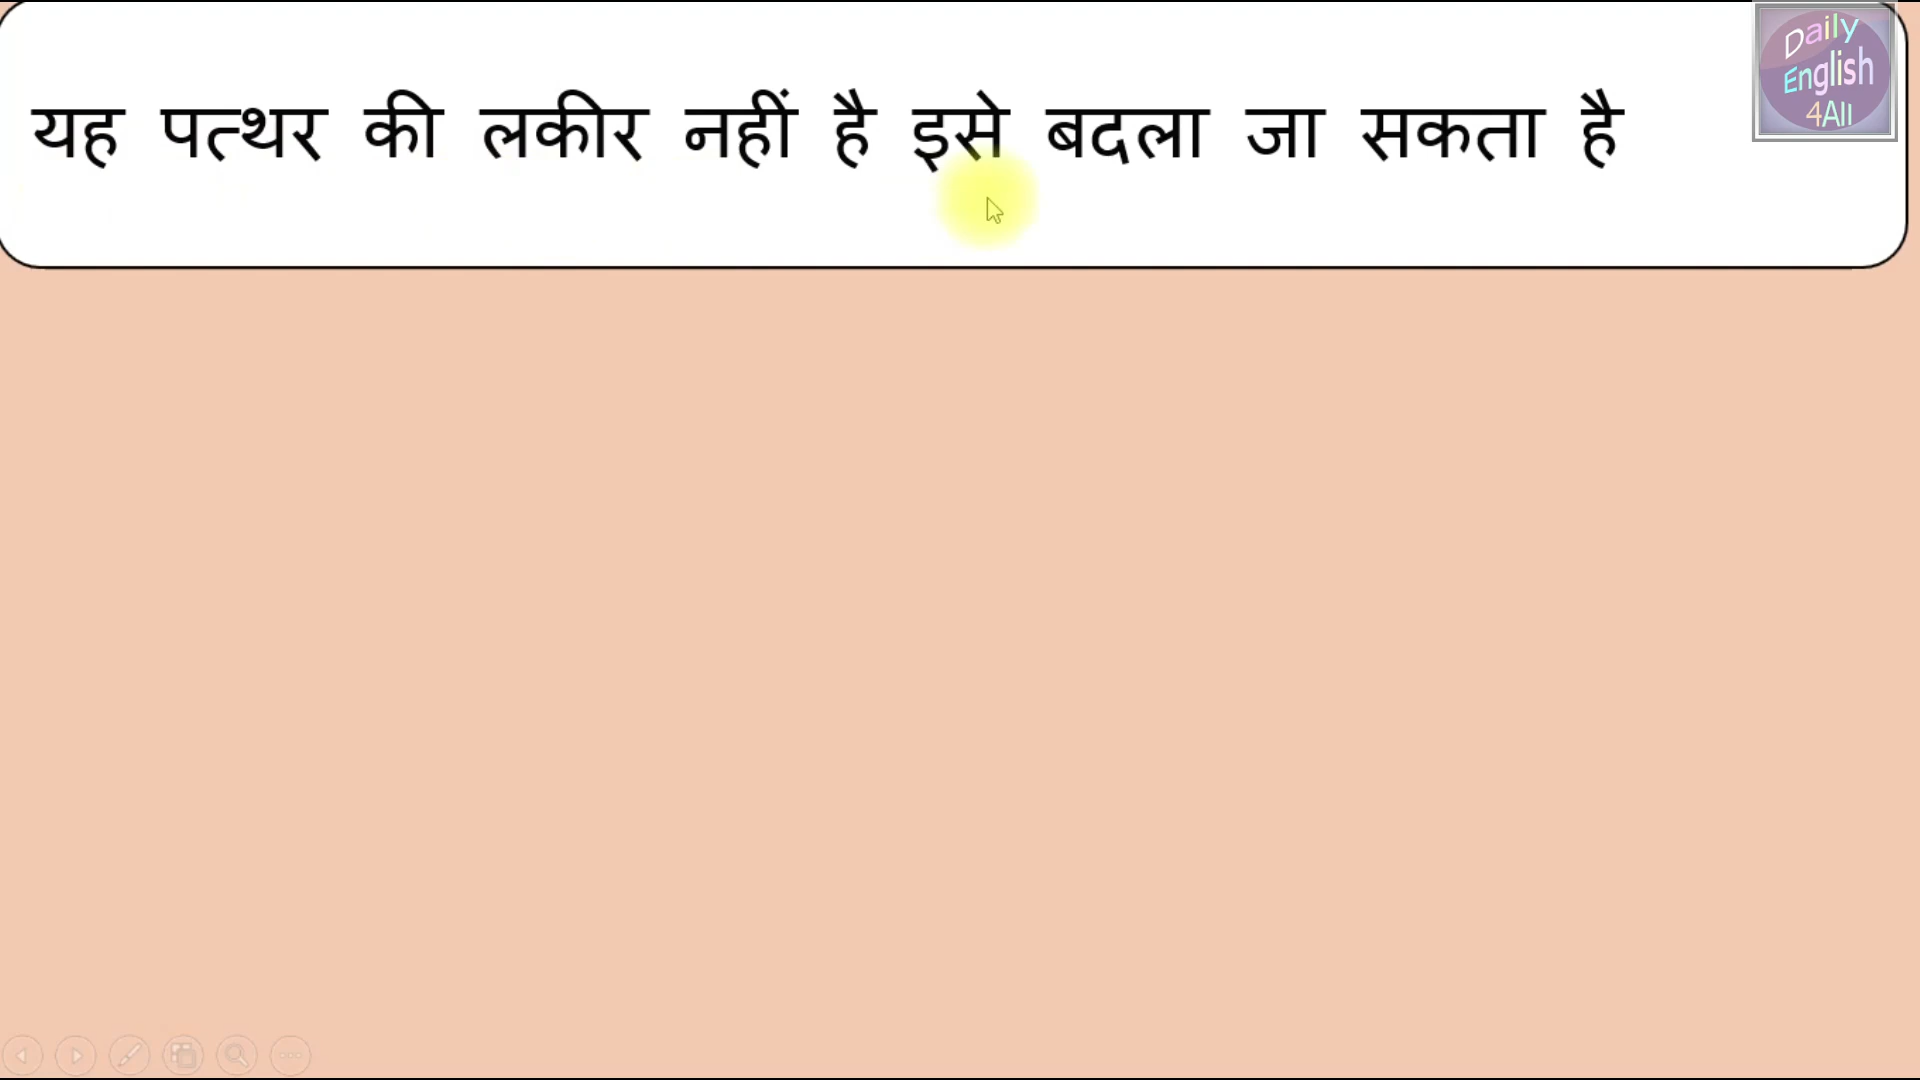 यह पत्थर की लकीर नहीं है इसे बदला जा सकता है
Daily
English
4All